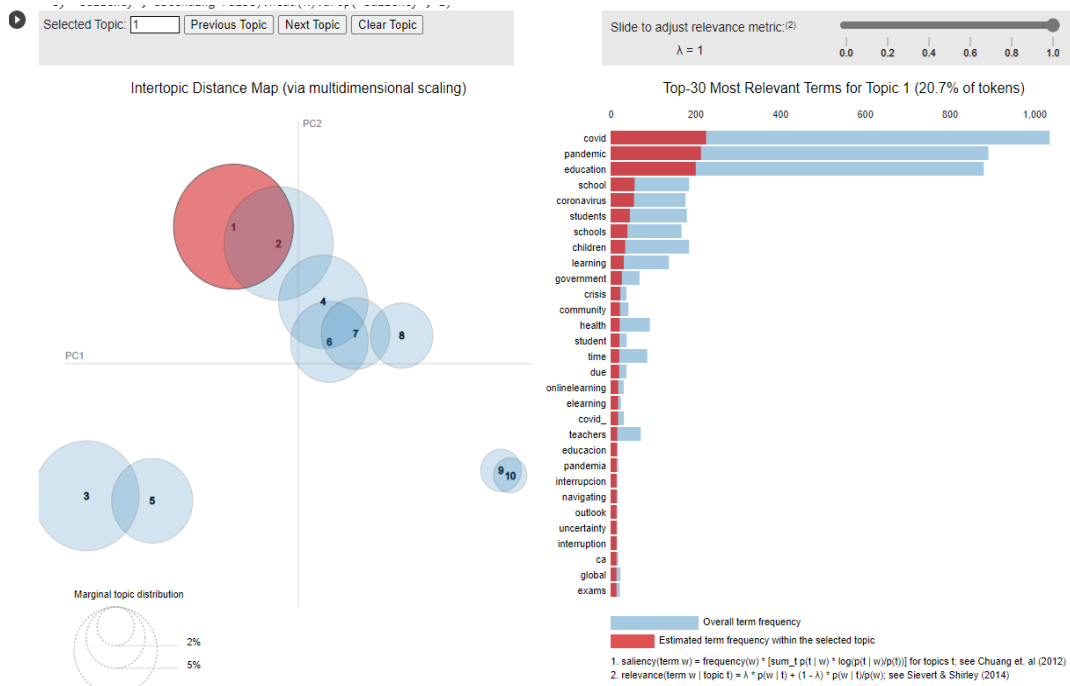 Selected Topic: 1 Previous Topic Next Topic Clear Topic
Slide to adjust relevance metric:(2)
λ = 1
0.0 0.2 0.4 0.6 0.8 1.0
Intertopic Distance Map (via multidimensional scaling)
PC2
PC1
1
2
4
6
7
8
3
5
9
10
Marginal topic distribution
2%
5%
Top-30 Most Relevant Terms for Topic 1 (20.7% of tokens)
0 200 400 600 800 1,000
covid
pandemic
education
school
coronavirus
students
schools
children
learning
government
crisis
community
health
student
time
due
onlinelearning
elearning
covid_
teachers
educacion
pandemia
interrupcion
navigating
outlook
uncertainty
interruption
ca
global
exams
Overall term frequency
Estimated term frequency within the selected topic
1. saliency(term w) = frequency(w) * [sum_t p(t | w) * log(p(t | w)/p(t))] for topics t; see Chuang et. al (2012)
2. relevance(term w | topic t) = λ * p(w | t) + (1 - λ) * p(w | t)/p(w); see Sievert & Shirley (2014)